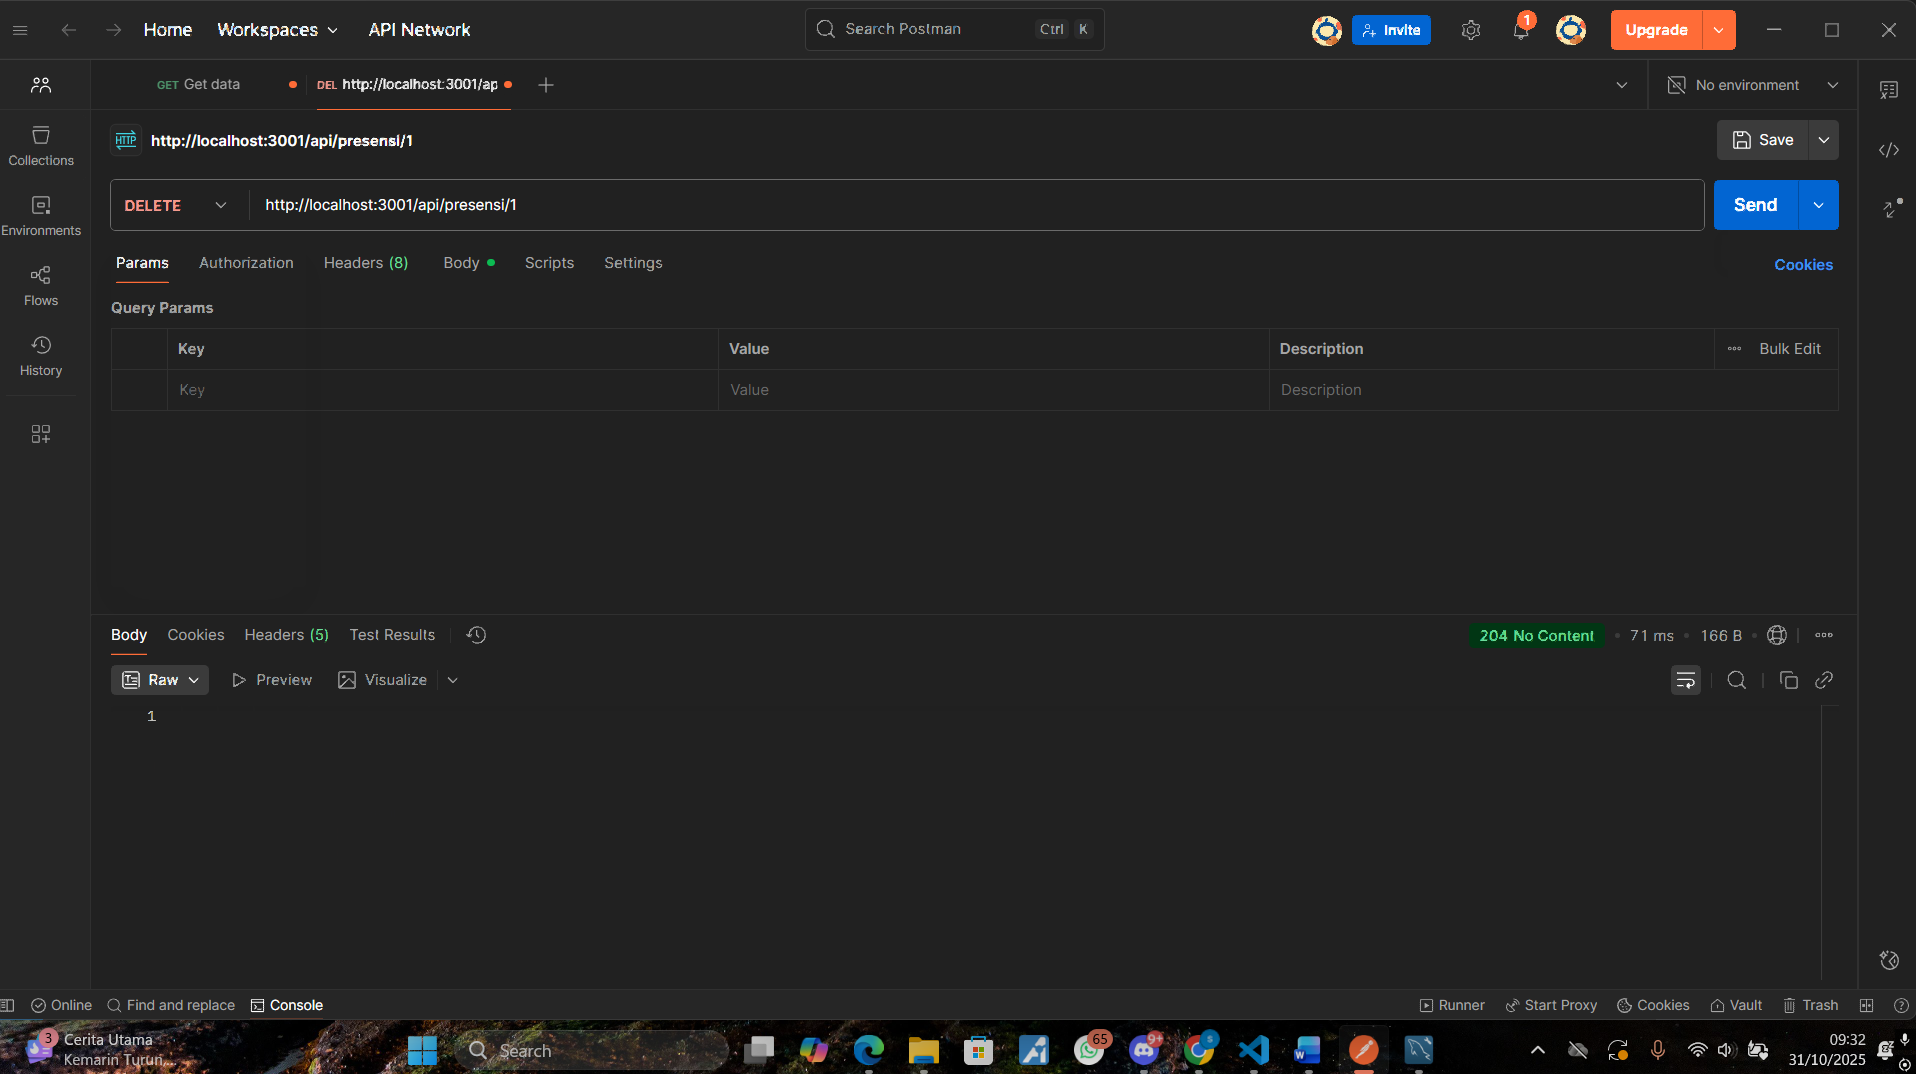 Home
Workspaces
API Network
Search Postman
Ctrl K
Invite
1
Upgrade
GET Get data
DEL http://localhost:3001/ap
No environment
HTTP http://localhost:3001/api/presensi/1
Save
Collections
Environments
Flows
History
DELETE
http://localhost:3001/api/presensi/1
Send
Params
Authorization
Headers (8)
Body
Scripts
Settings
Cookies
Query Params
Key
Value
Description
Bulk Edit
Key
Value
Description
Body
Cookies
Headers (5)
Test Results
204 No Content
71 ms
166 B
Raw
Preview
Visualize
1
Online
Find and replace
Console
Runner
Start Proxy
Cookies
Vault
Trash
3
Cerita Utama
Kemarin Turun...
Search
65
9+
S
W
09:32
31/10/2025